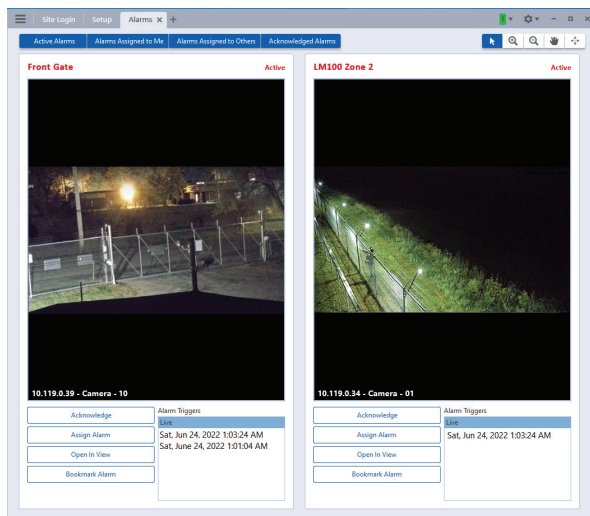 Site Login Setup Alarms × +
1
Active Alarms Alarms Assigned to Me Alarms Assigned to Others Acknowledged Alarms
Front Gate Active
10.119.0.39 - Camera - 10
Acknowledge
Assign Alarm
Open In View
Bookmark Alarm
Alarm Triggers
Live
Sat, Jun 24, 2022 1:03:24 AM
Sat, June 24, 2022 1:01:04 AM
LM100 Zone 2 Active
10.119.0.34 - Camera - 01
Acknowledge
Assign Alarm
Open In View
Bookmark Alarm
Alarm Triggers
Live
Sat, Jun 24, 2022 1:03:24 AM